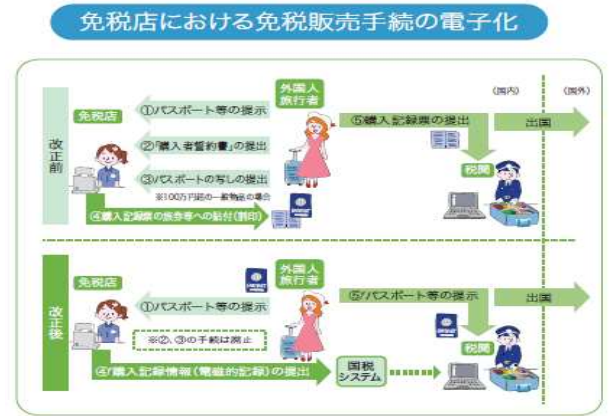 免税店における免税販売手続の電子化
外国人
旅行者
(国内)
(国外)
免税店
①パスポート等の提示
⑤購入記録票の提出
出国
改正前
②「購入者誓約書」の提出
税関
③パスポートの写しの提出
※100万円超の一般物品の場合
④購入記録票の旅券等への貼付(割印)
免税店
外国人
旅行者
①パスポート等の提示
⑤パスポート等の提示
出国
改正後
※②、③の手続は廃止
税関
④「購入記録情報(電磁的記録)の提出
国税
システム